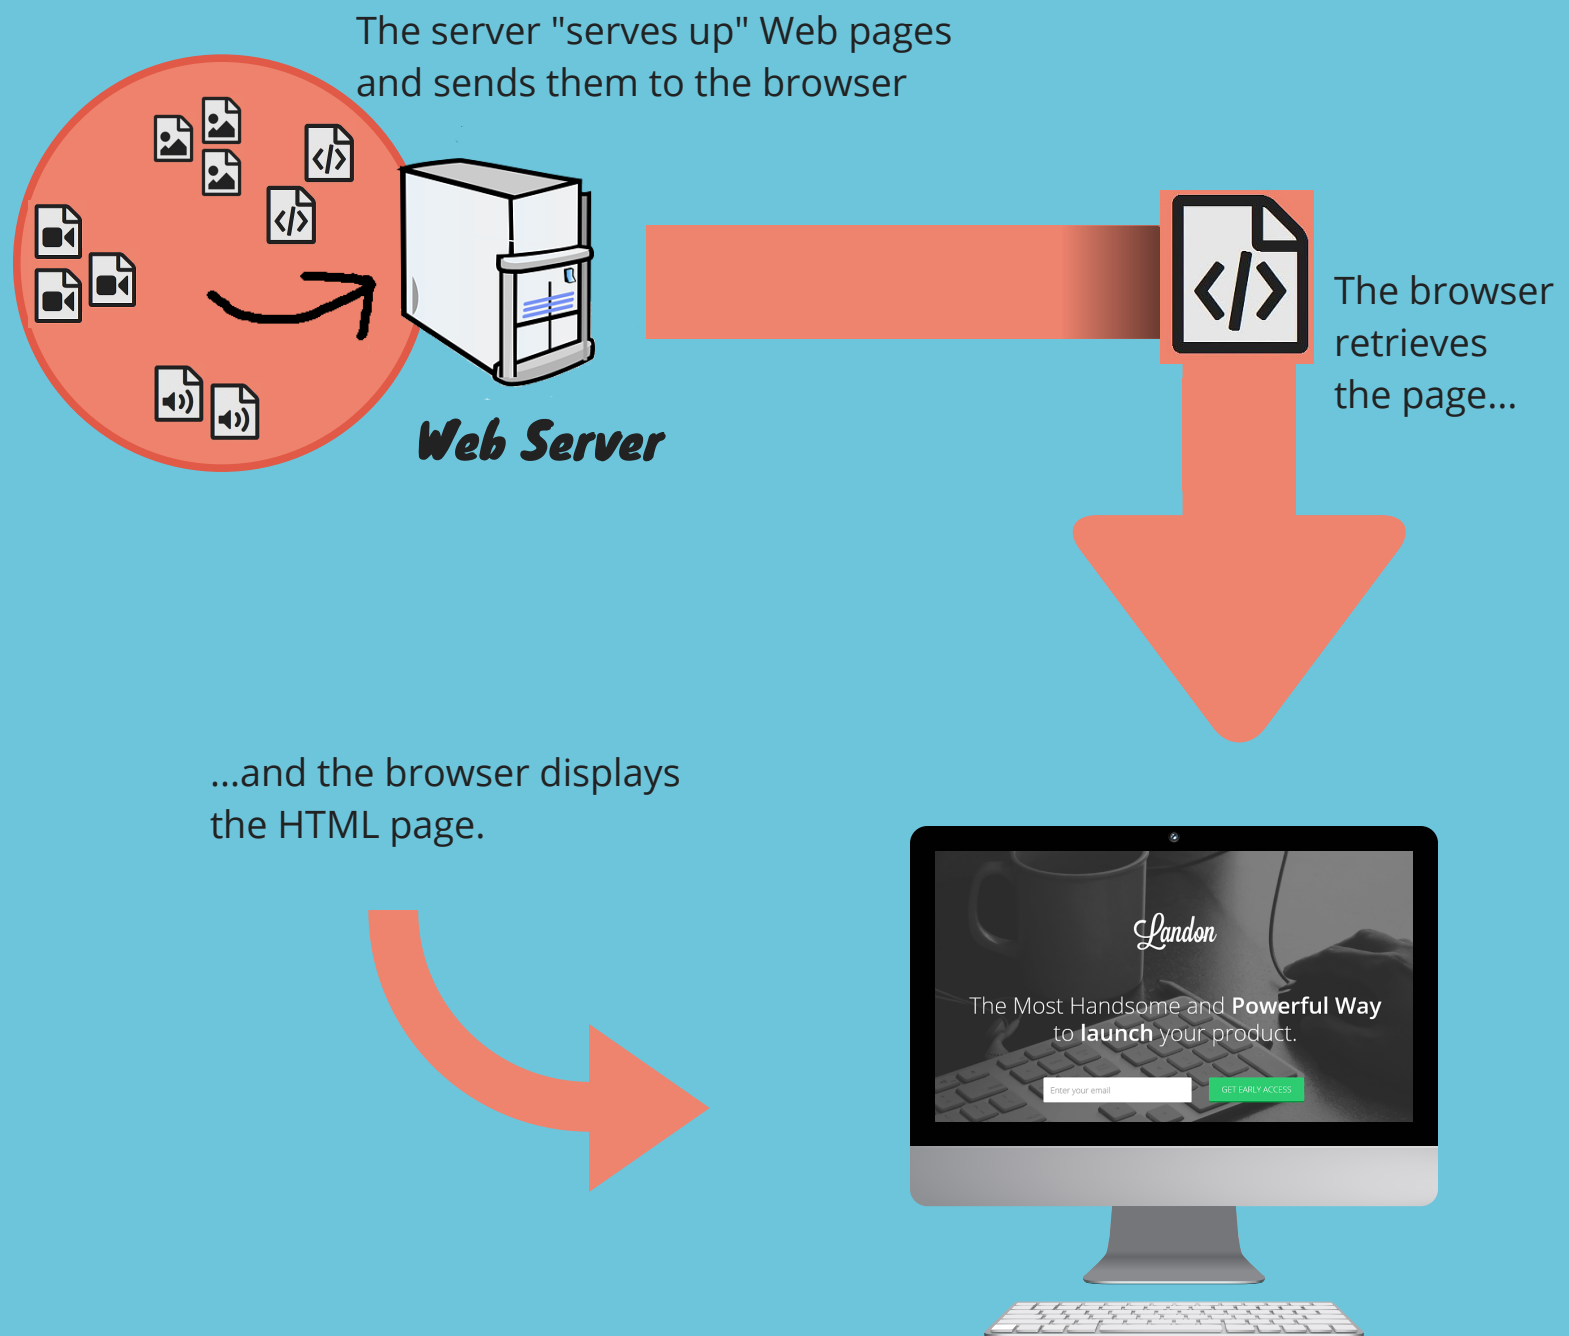 The server "serves up" Web pages
and sends them to the browser
</>
</>
Web Server
</>
The browser
retrieves
the page...
...and the browser displays
the HTML page.
Landon
The Most Handsome and Powerful Way
to launch your product.
Enter your email
GET EARLY ACCESS